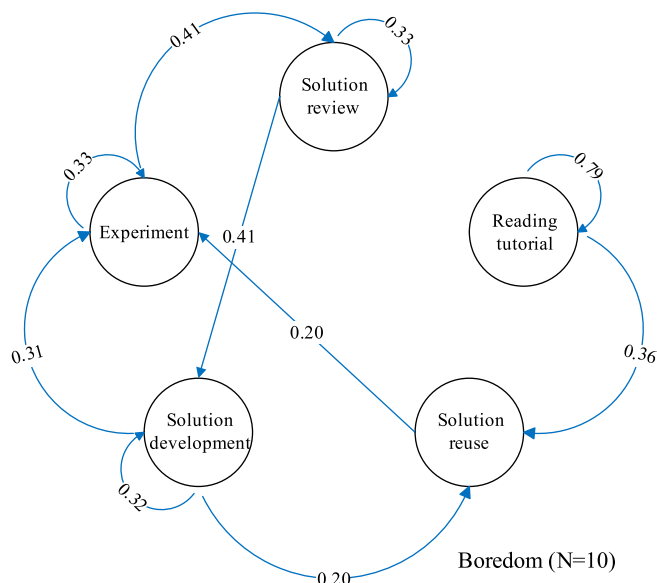 0.41
0.33
Solution
review
0.33
0.79
Experiment
Reading
tutorial
0.41
0.20
0.31
0.36
Solution
development
Solution
reuse
0.32
0.20
Boredom (N=10)